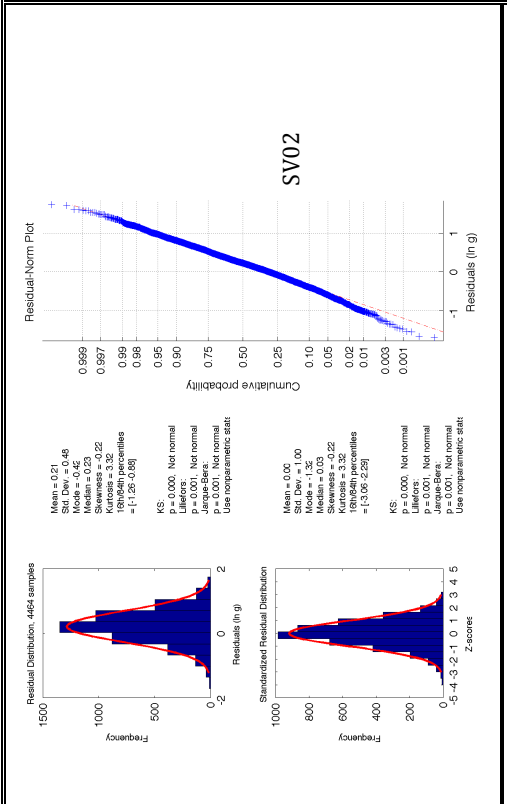 Residual Distribution, 4464 samples
1500
1000
500
0
Frequency
-2
0
2
Residuals (ln g)
Mean = 0.21
Std. Dev. = 0.48
Mode = -0.42
Median = 0.23
Skewness = -0.22
Kurtosis = 3.32
16th/84th percentiles
= [-1.26 -0.88]
KS:
p = 0.000, Not normal
Lilliefors:
p = 0.001, Not normal
Jarque-Bera:
p = 0.001, Not normal
Use nonparametric stats
Standardized Residual Distribution
1000
800
600
400
200
0
Frequency
-5 -4 -3 -2 -1 0 1 2 3 4 5
Z-scores
Mean = 0.00
Std. Dev. = 1.00
Mode = -1.32
Median = 0.03
Skewness = -0.22
Kurtosis = 3.32
16th/84th percentiles
= [-3.06 -2.29]
KS:
p = 0.000, Not normal
Lilliefors:
p = 0.001, Not normal
Jarque-Bera:
p = 0.001, Not normal
Use nonparametric stats
Residual-Norm Plot
0.999
0.997
0.99
0.98
0.95
0.90
0.75
0.50
0.25
0.10
0.05
0.02
0.01
0.003
0.001
Cumulative probability
-1
0
1
Residuals (ln g)
SV02